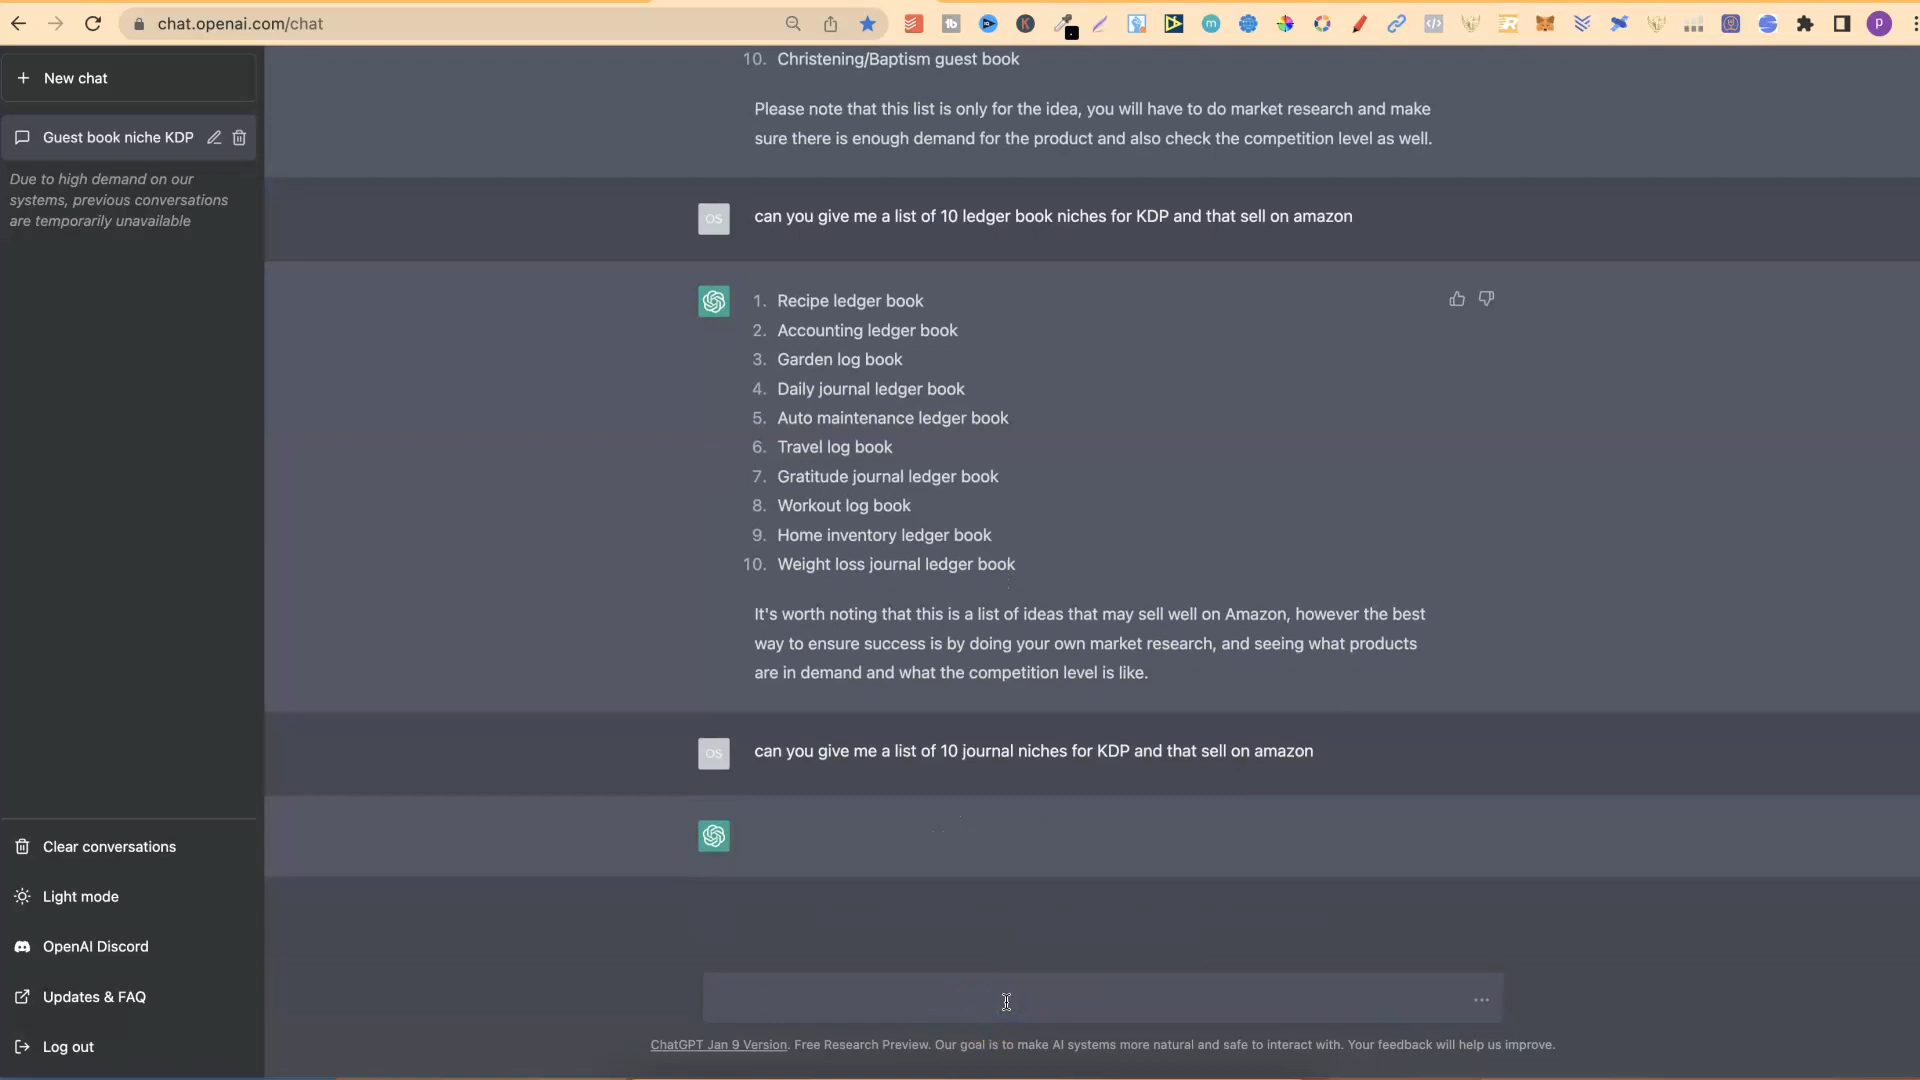 chat.openai.com/chat
New chat
Guest book niche KDP
Due to high demand on our
systems, previous conversations
are temporarily unavailable
10. Christening/Baptism guest book
Please note that this list is only for the idea, you will have to do market research and make
sure there is enough demand for the product and also check the competition level as well.
OS
can you give me a list of 10 ledger book niches for KDP and that sell on amazon
1. Recipe ledger book
2. Accounting ledger book
3. Garden log book
4. Daily journal ledger book
5. Auto maintenance ledger book
6. Travel log book
7. Gratitude journal ledger book
8. Workout log book
9. Home inventory ledger book
10. Weight loss journal ledger book
It's worth noting that this is a list of ideas that may sell well on Amazon, however the best
way to ensure success is by doing your own market research, and seeing what products
are in demand and what the competition level is like.
OS
can you give me a list of 10 journal niches for KDP and that sell on amazon
Clear conversations
Light mode
OpenAI Discord
Updates & FAQ
Log out
ChatGPT Jan 9 Version. Free Research Preview. Our goal is to make AI systems more natural and safe to interact with. Your feedback will help us improve.